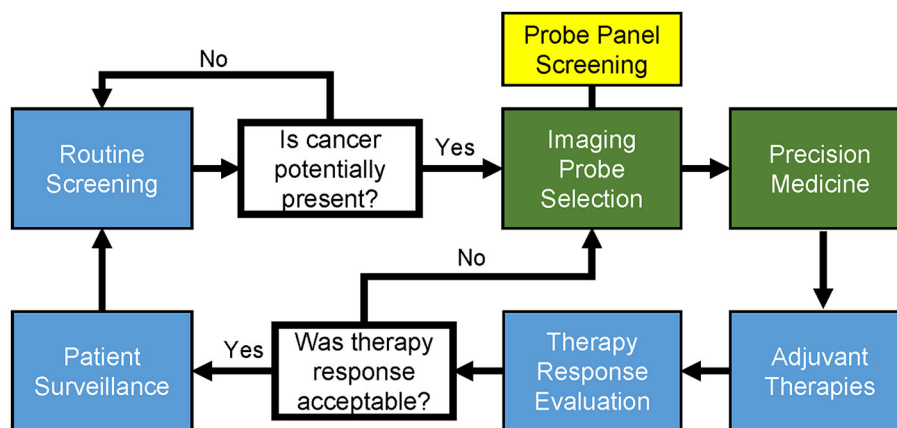 Probe Panel
Screening
No
Routine
Screening
Is cancer
potentially
present?
Yes
Imaging
Probe
Selection
Precision
Medicine
No
Patient
Surveillance
Yes
Was therapy
response
acceptable?
Therapy
Response
Evaluation
Adjuvant
Therapies